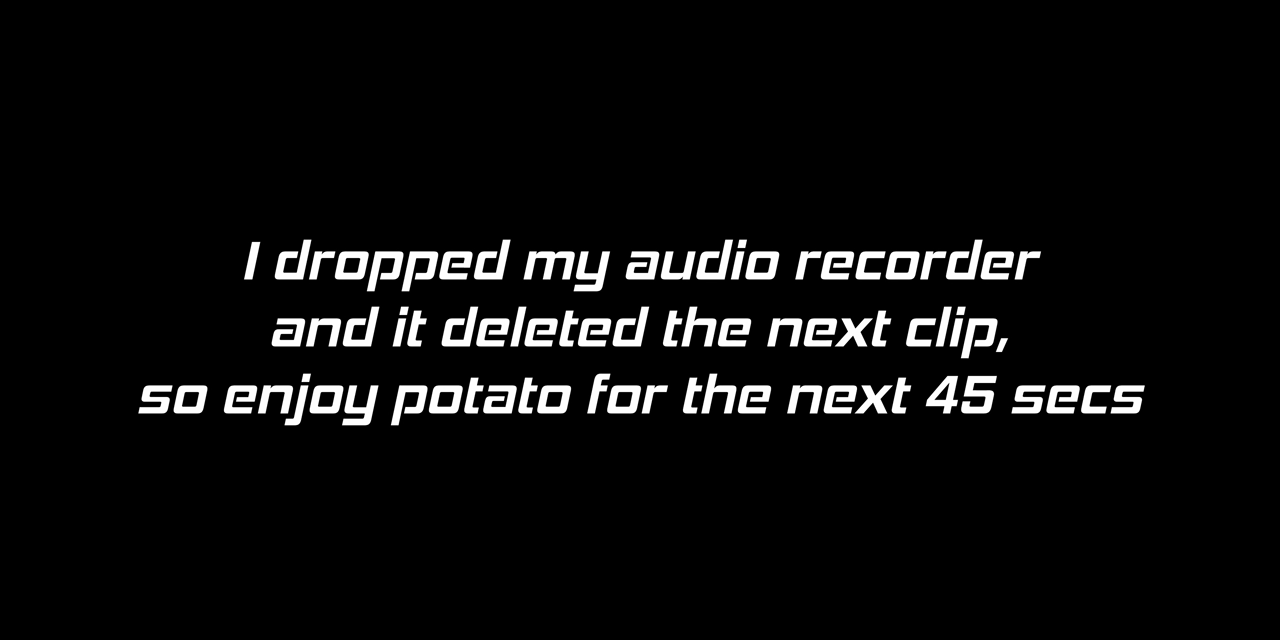 I dropped my audio recorder
and it deleted the next clip,
so enjoy potato for the next 45 secs